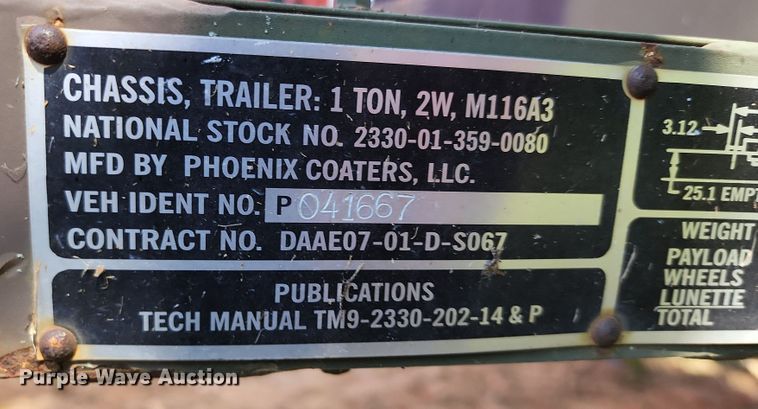 CHASSIS, TRAILER: 1 TON, 2W, M116A3
NATIONAL STOCK NO. 2330-01-359-0080
MFD BY PHOENIX COATERS, LLC.
VEH IDENT NO. P041667
CONTRACT NO. DAAE07-01-D-S067
PUBLICATIONS
TECH MANUAL TM9-2330-202-14 & P
3.12
25.1 EMPT
WEIGHT
PAYLOAD
WHEELS
LUNETTE
TOTAL
Purple Wave Auction